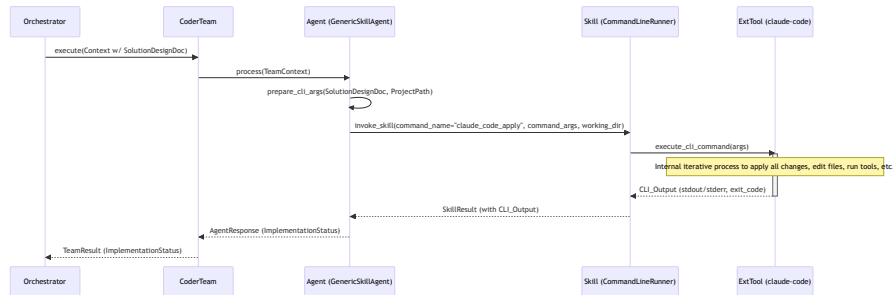 Orchestrator
CoderTeam
Agent (GenericSkillAgent)
Skill (CommandLineRunner)
ExtTool (claude-code)
execute(Context w/ SolutionDesignDoc)
process(TeamContext)
prepare_cli_args(SolutionDesignDoc, ProjectPath)
invoke_skill(command_name="claude_code_apply", command_args, working_dir)
execute_cli_command(args)
Internal iterative process to apply all changes, edit files, run tools, etc.
CLI_Output (stdout/stderr, exit_code)
SkillResult (with CLI_Output)
AgentResponse (ImplementationStatus)
TeamResult (ImplementationStatus)
Orchestrator
CoderTeam
Agent (GenericSkillAgent)
Skill (CommandLineRunner)
ExtTool (claude-code)